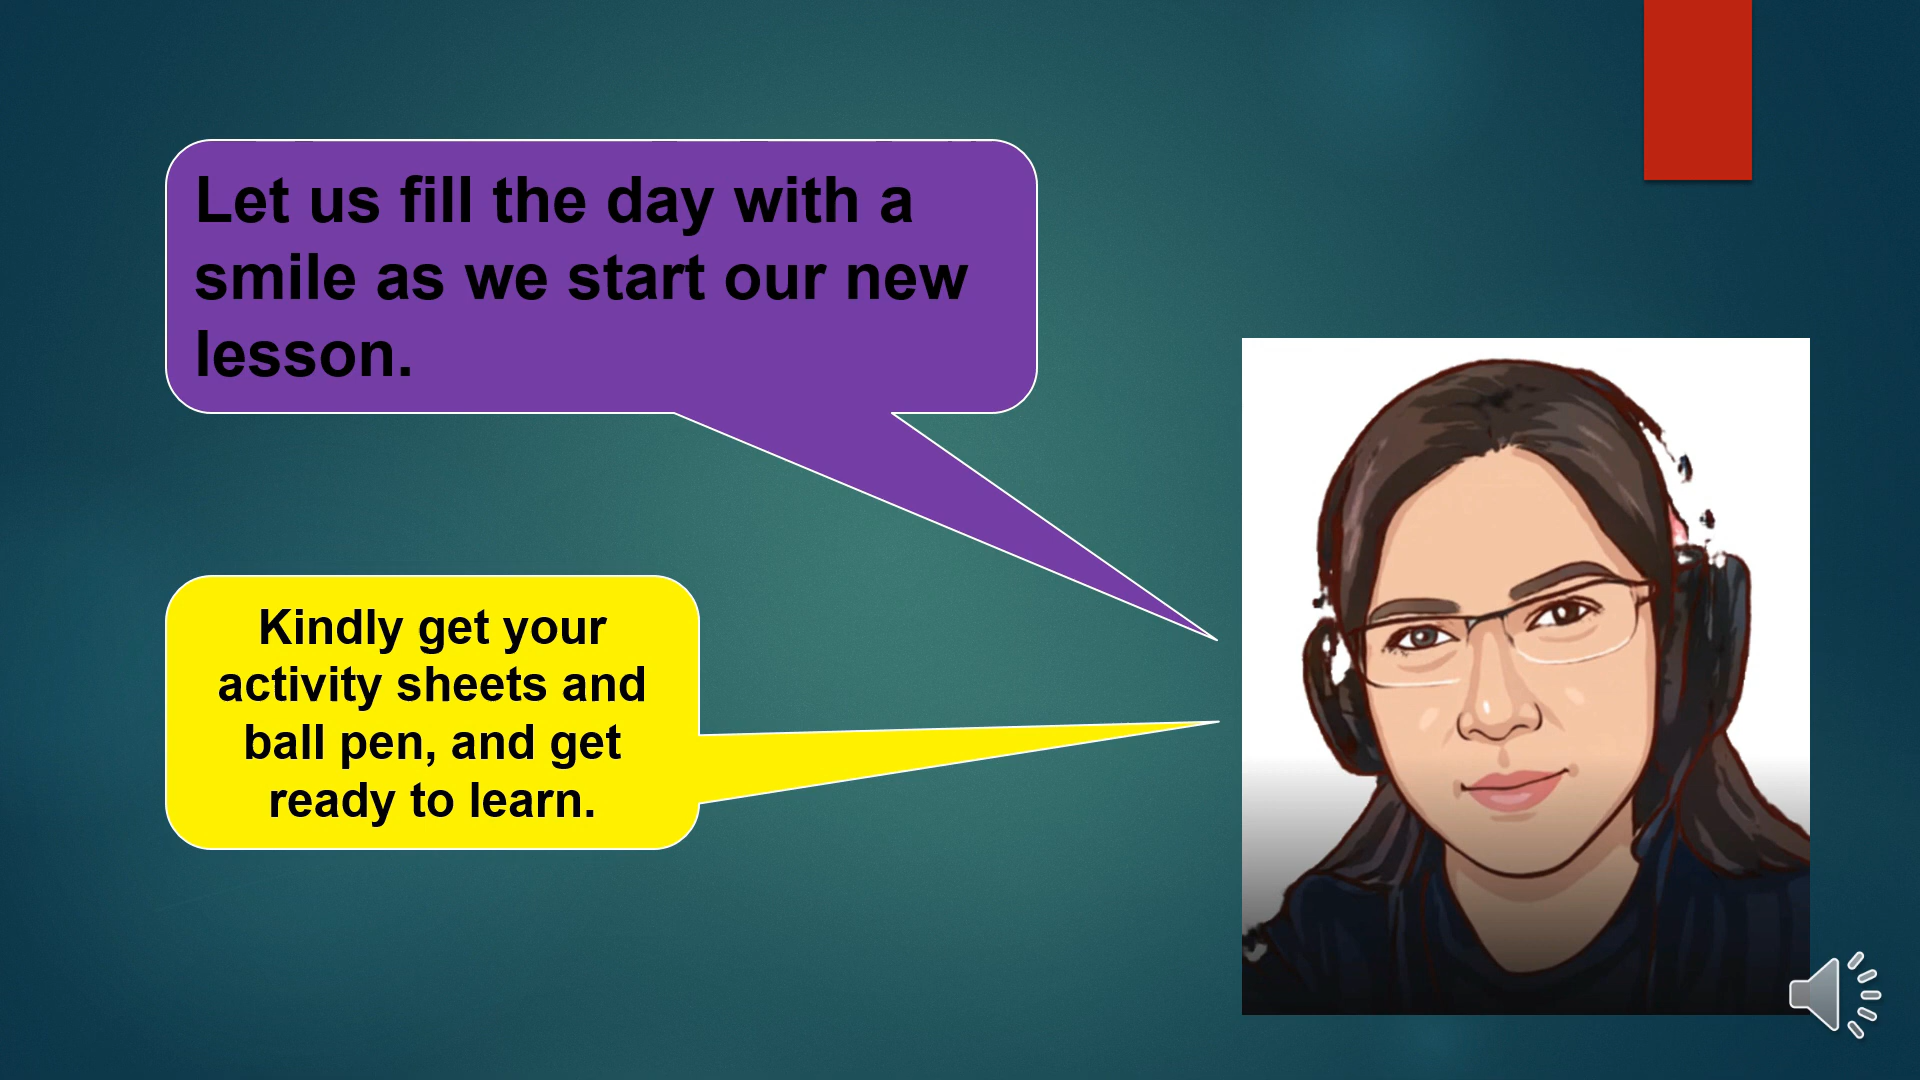 Let us fill the day with a
smile as we start our new
lesson.
Kindly get your
activity sheets and
ball pen, and get
ready to learn.